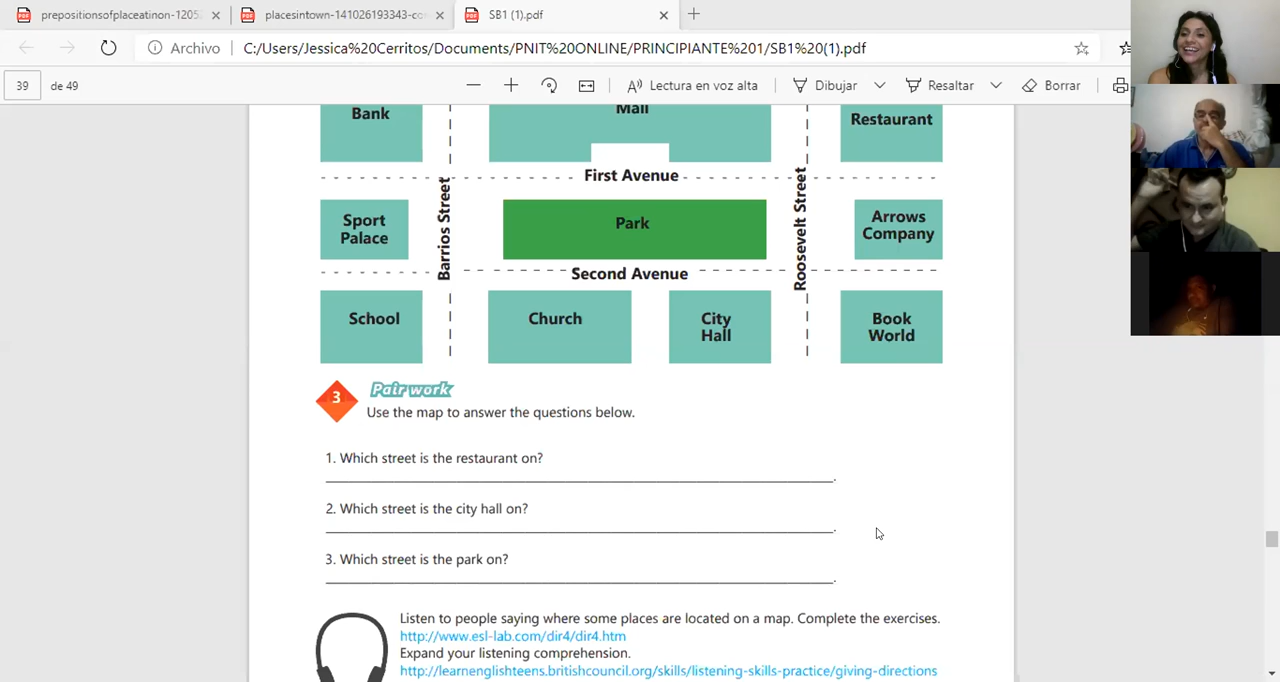 prepositionsofplaceatinon-1205
placesintown-141026193343-co
SB1 (1).pdf
Archivo
C:/Users/Jessica%20Cerritos/Documents/PNIT%20ONLINE/PRINCIPIANTE%201/SB1%20(1).pdf
39 de 49
Lectura en voz alta
Dibujar
Resaltar
Borrar
Bank
Mall
Restaurant
First Avenue
Barrios Street
Roosevelt Street
Sport
Palace
Park
Arrows
Company
Second Avenue
School
Church
City
Hall
Book
World
3 Pair work
Use the map to answer the questions below.
1. Which street is the restaurant on?
2. Which street is the city hall on?
3. Which street is the park on?
Listen to people saying where some places are located on a map. Complete the exercises.
http://www.esl-lab.com/dir4/dir4.htm
Expand your listening comprehension.
http://learnenglishteens.britishcouncil.org/skills/listening-skills-practice/giving-directions